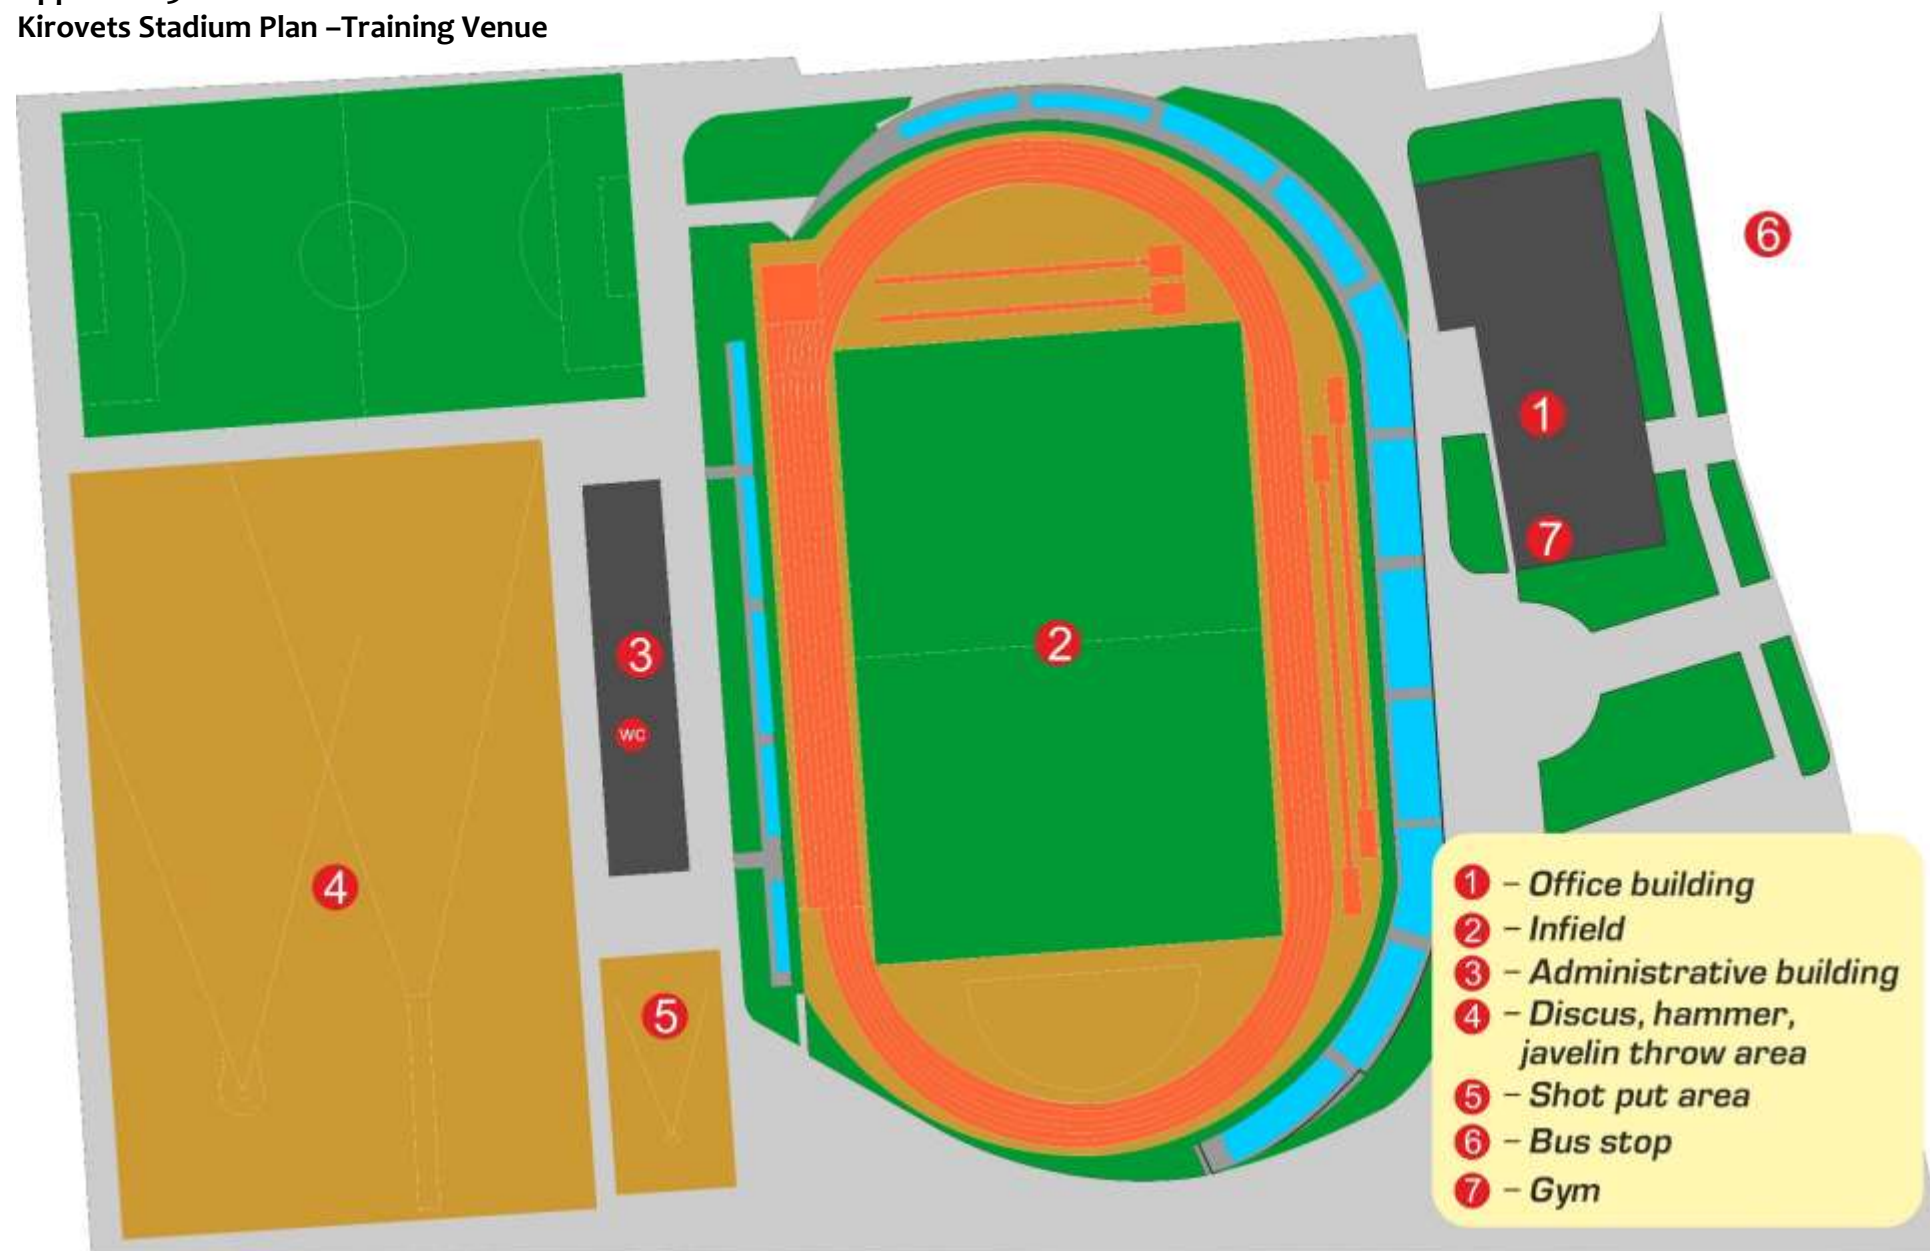 Kirovets Stadium Plan –Training Venue
6
1
7
2
3
WC
4
5
1 – Office building
2 – Infield
3 – Administrative building
4 – Discus, hammer,
javelin throw area
5 – Shot put area
6 – Bus stop
7 – Gym